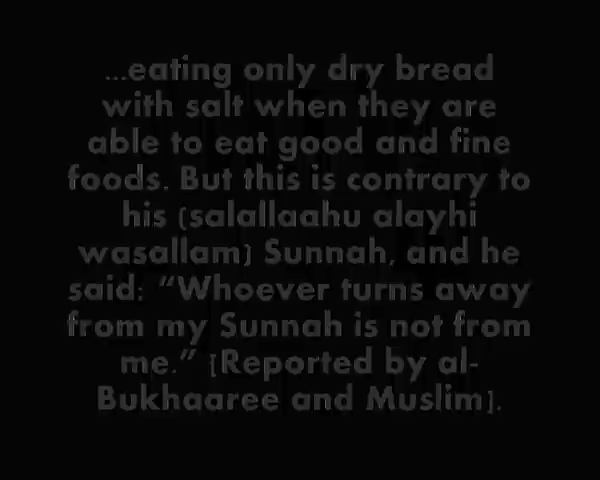 ...eating only dry bread
with salt when they are
able to eat good and fine
foods. But this is contrary to
his (salallaahu alayhi
wasallam) Sunnah, and he
said: “Whoever turns away
from my Sunnah is not from
me.” [Reported by al-
Bukhaaree and Muslim].